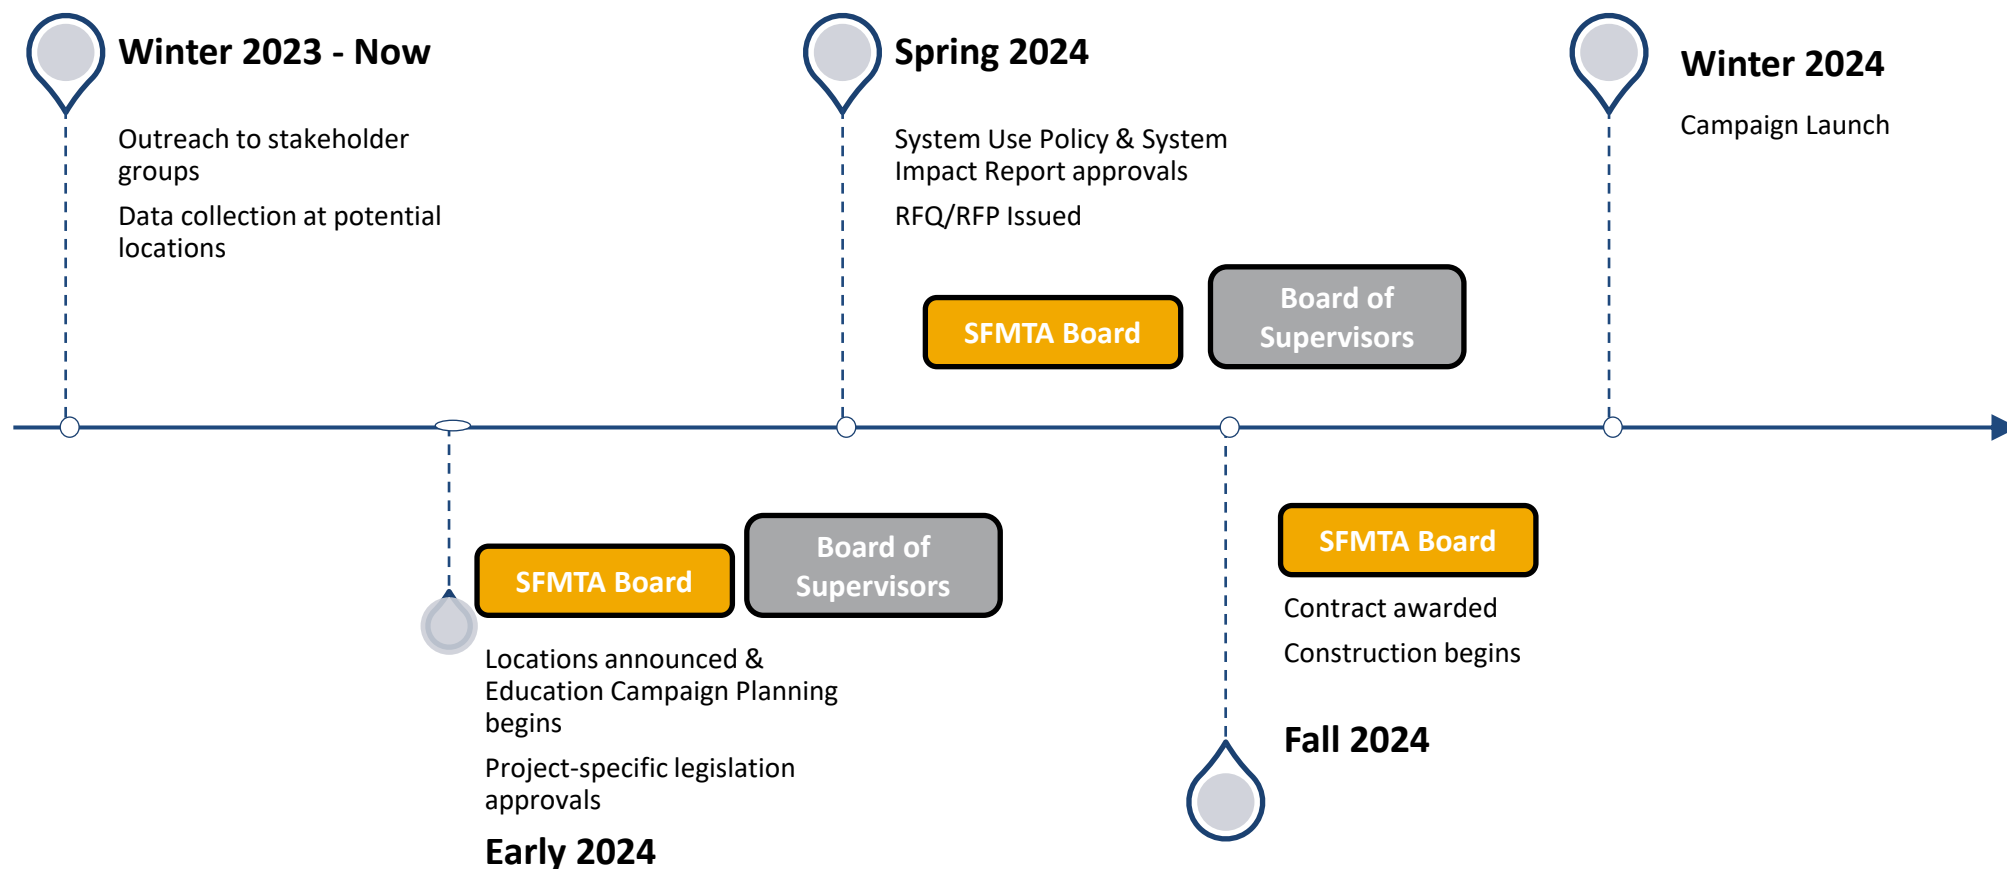 Winter 2023 - Now
Outreach to stakeholder
groups
Data collection at potential
locations
SFMTA Board
Board of
Supervisors
Locations announced &
Education Campaign Planning
begins
Project-specific legislation
approvals
Early 2024
Spring 2024
System Use Policy & System
Impact Report approvals
RFQ/RFP Issued
SFMTA Board
Board of
Supervisors
SFMTA Board
Contract awarded
Construction begins
Fall 2024
Winter 2024
Campaign Launch